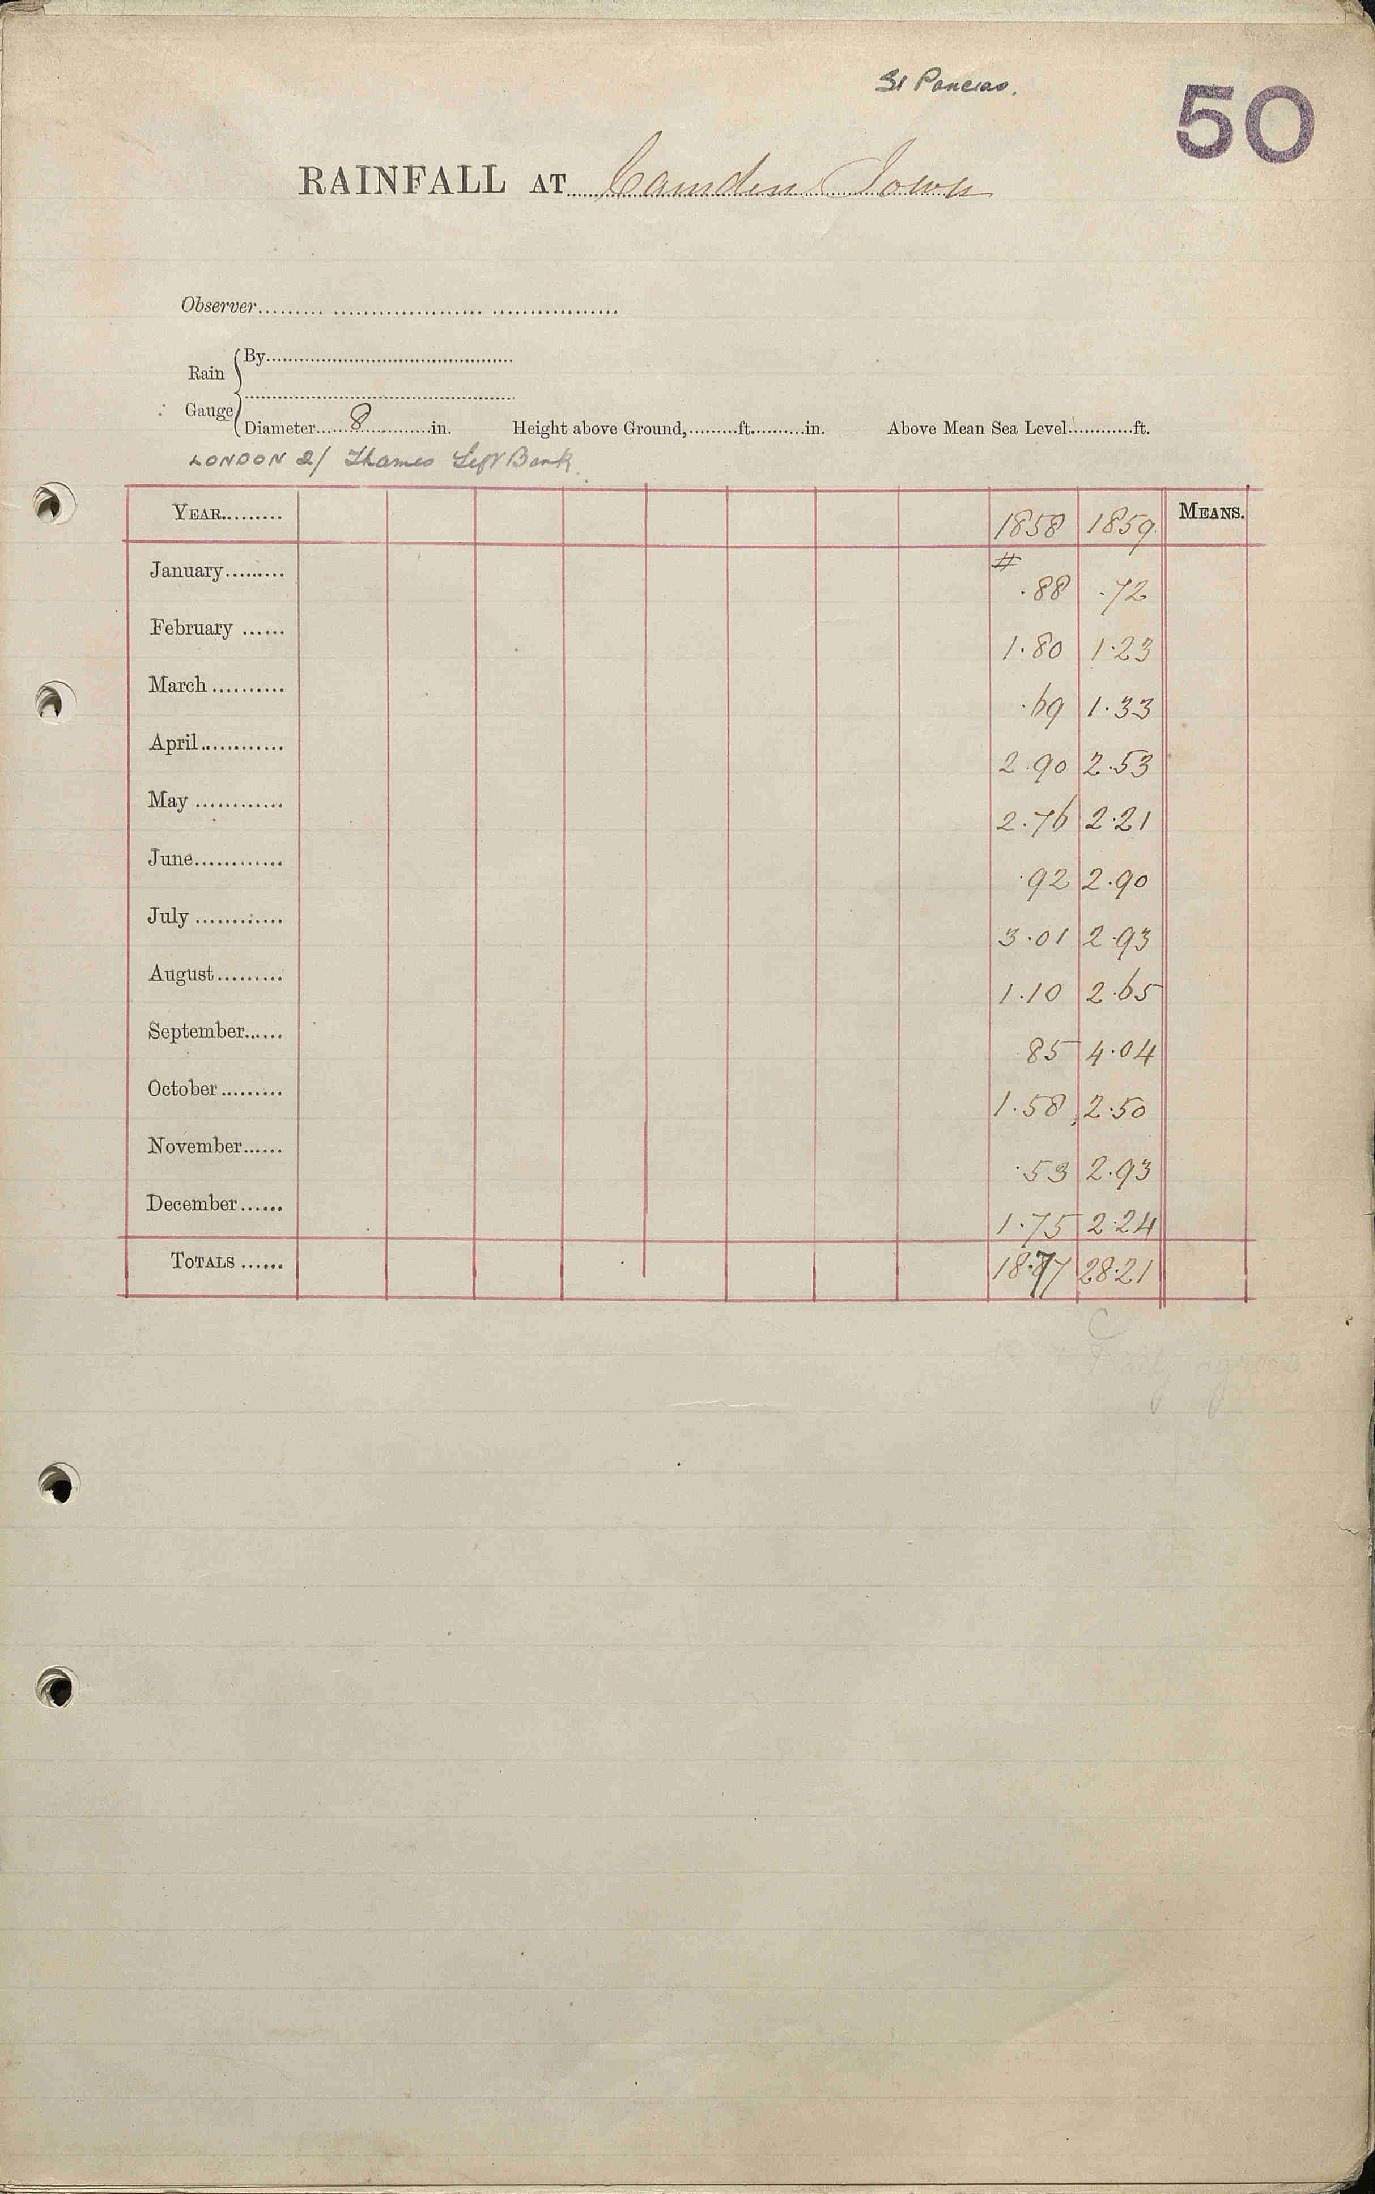 St Pancras.
50
RAINFALL AT Camden Town
Observer
Rain Gauge
By
Diameter 8 in. Height above Ground, ft. in. Above Mean Sea Level ft.
LONDON 2/ Thames Left Bank
YEAR 1858 1859 MEANS.
#
January .88 .72
February 1.80 1.23
March .69 1.33
April 2.90 2.53
May 2.76 2.21
June .92 2.90
July 3.01 2.93
August 1.10 2.65
September 85 4.04
October 1.58 2.50
November .53 2.93
December 1.75 2.24
TOTALS 18.77 28.21
C
Daily